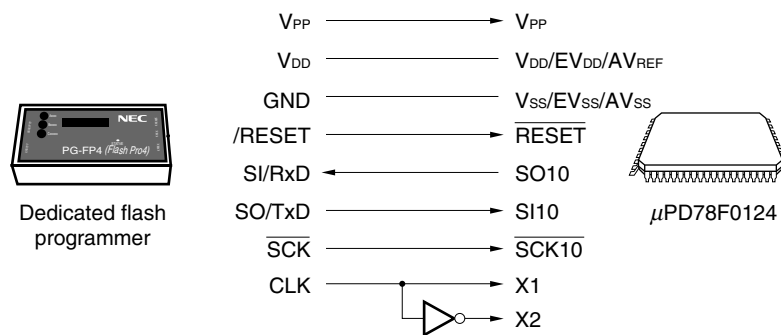 VPP VPP
VDD VDD/EVDD/AVREF
GND VSS/EVSS/AVSS
/RESET RESET
SI/RxD SO10
SO/TxD SI10
SCK SCK10
CLK X1
X2
NEC
PG-FP4 (Flash Pro4)
Dedicated flash
programmer
μPD78F0124